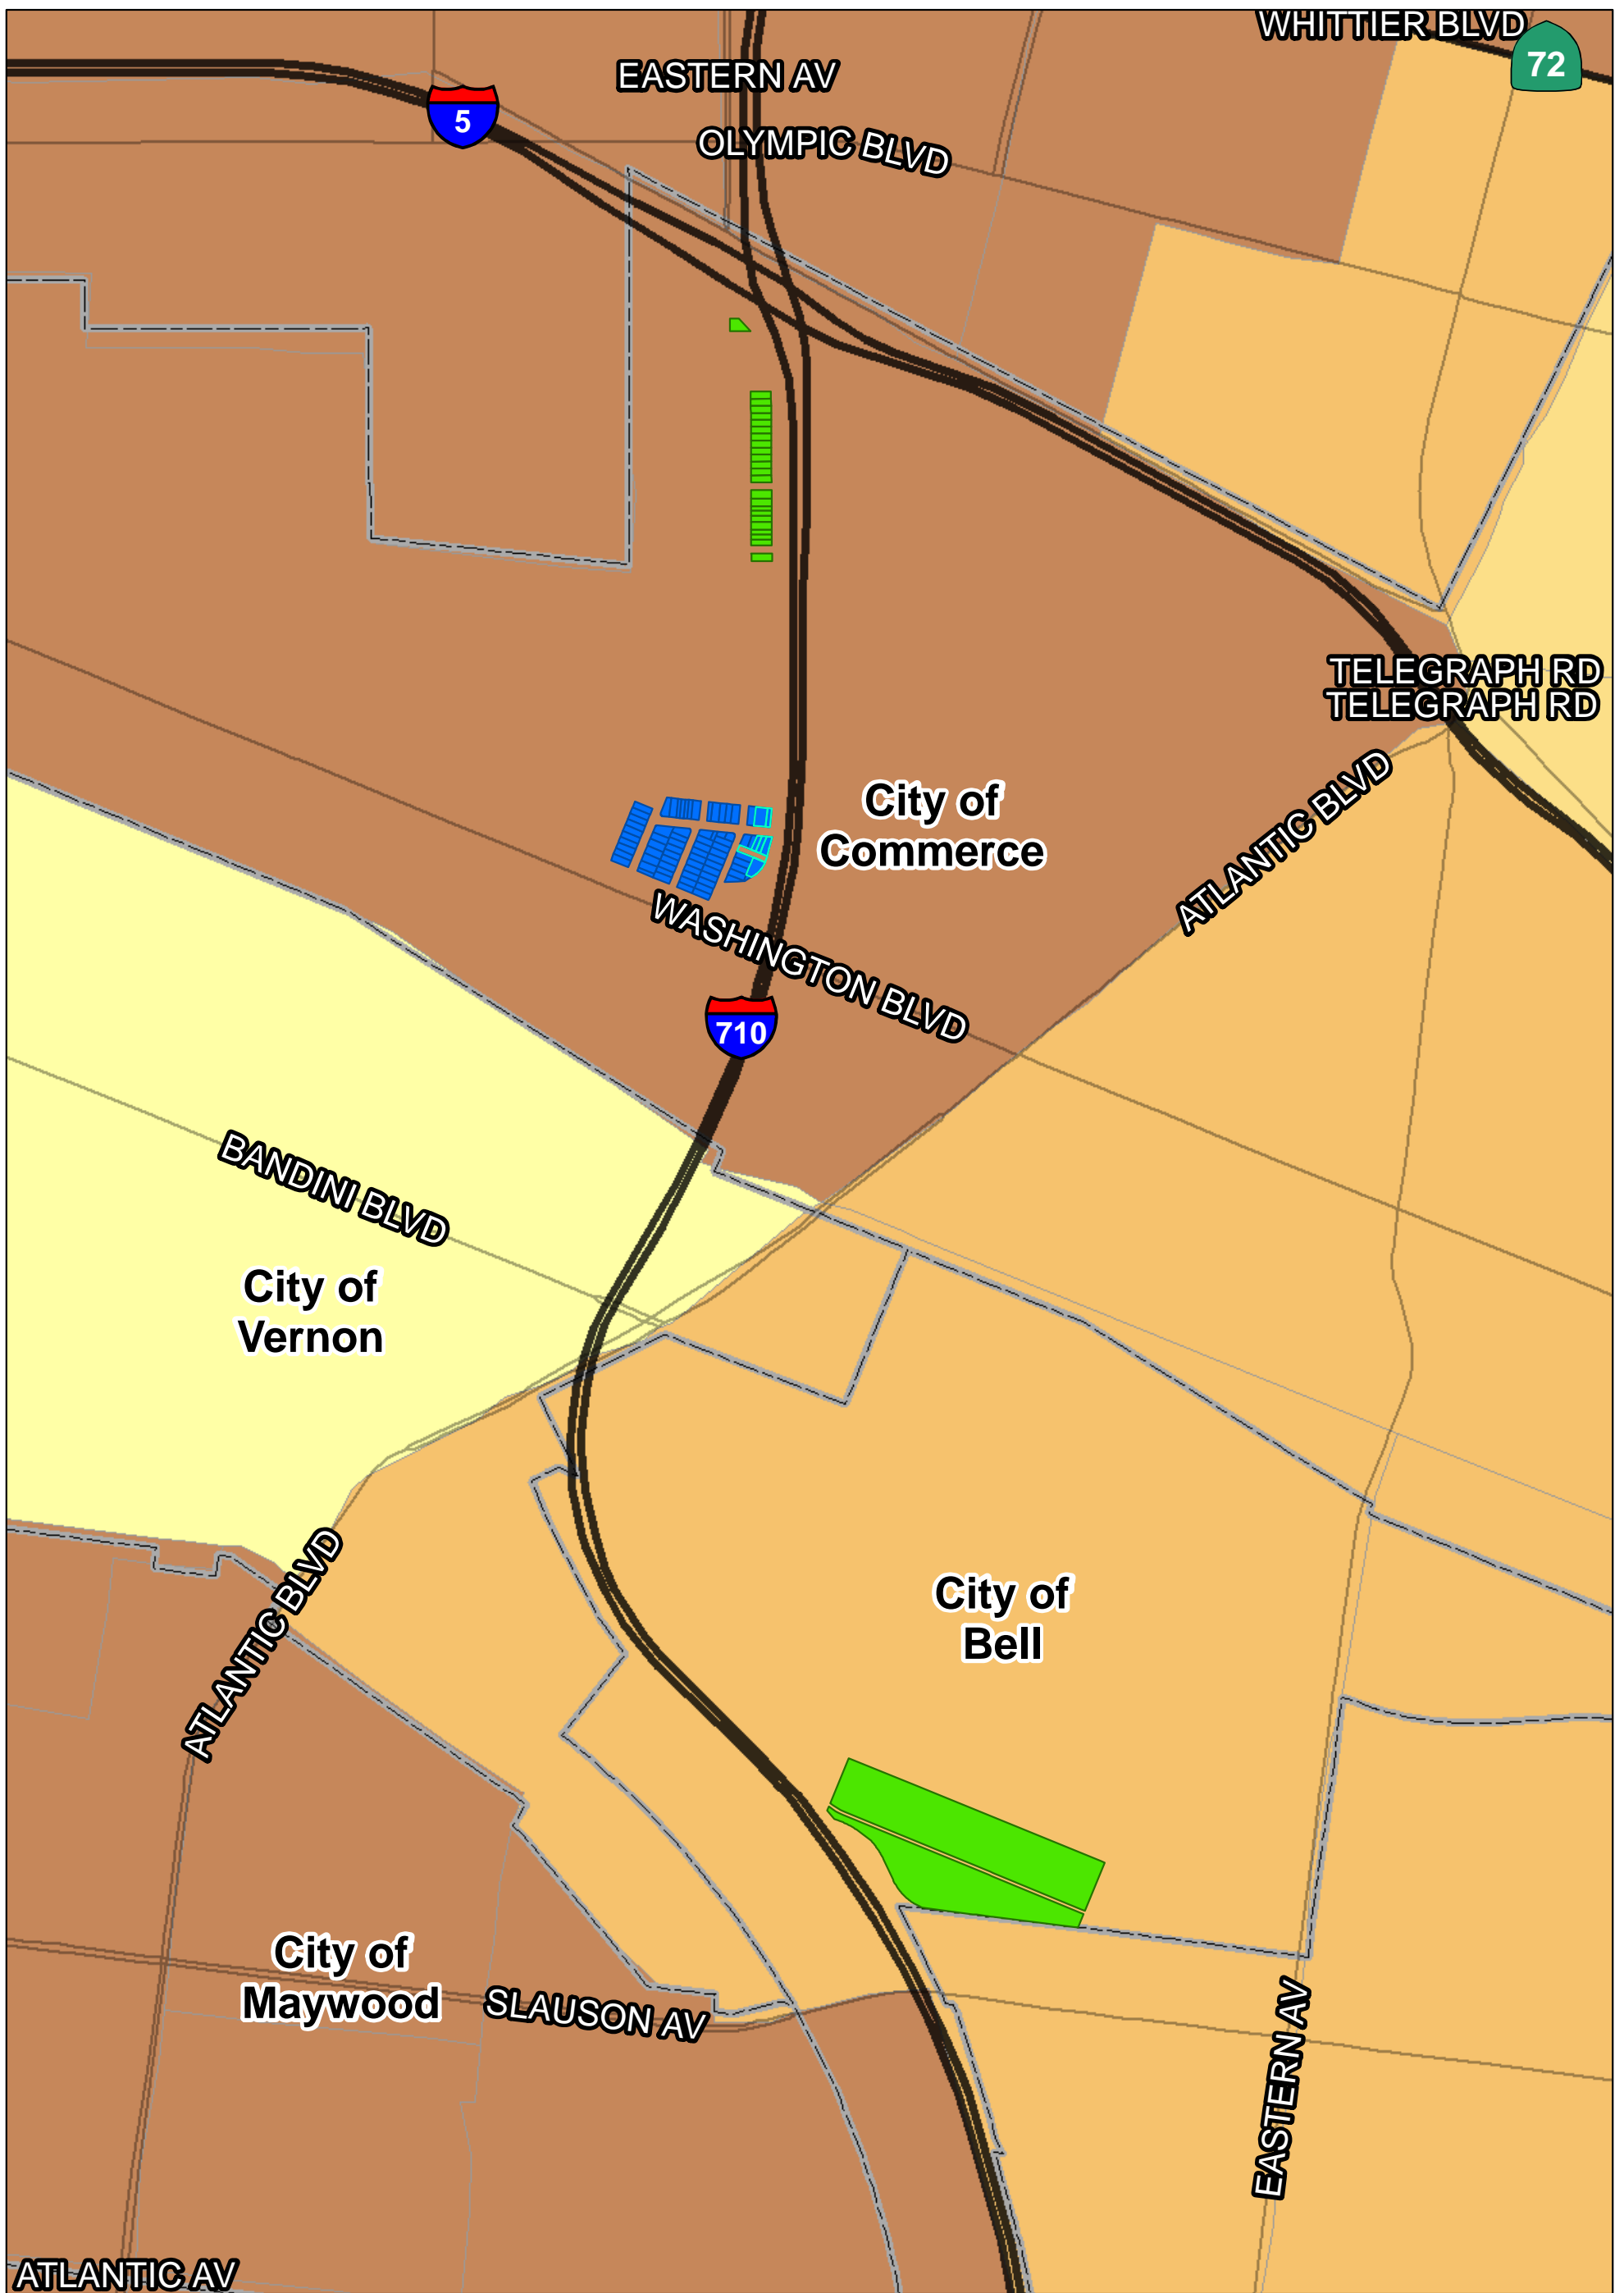 WHITTIER BLVD
72
EASTERN AV
5
OLYMPIC BLVD
TELEGRAPH RD
TELEGRAPH RD
ATLANTIC BLVD
City of
Commerce
WASHINGTON BLVD
710
BANDINI BLVD
City of
Vernon
ATLANTIC BLVD
City of
Bell
City of
Maywood
SLAUSON AV
EASTERN AV
ATLANTIC AV